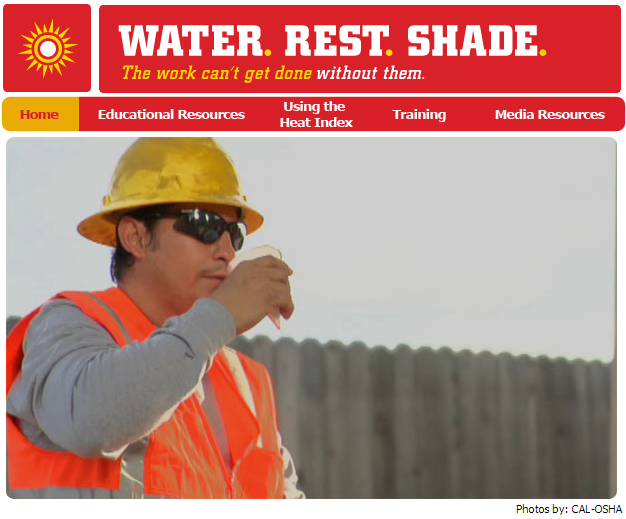 WATER. REST. SHADE.
The work can't get done without them.
Home
Educational Resources
Using the
Heat Index
Training
Media Resources
Photos by: CAL-OSHA